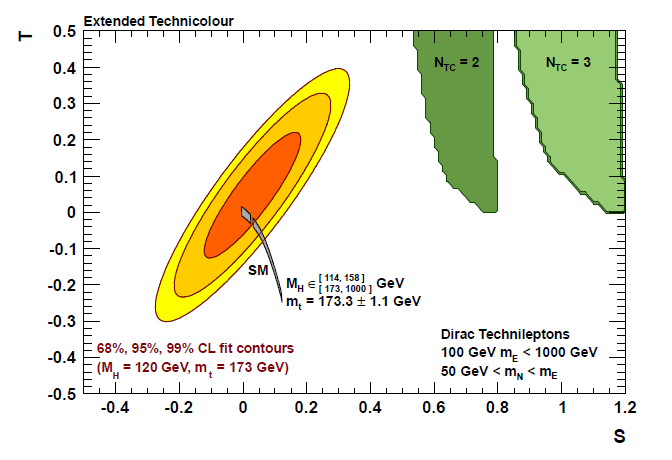 Extended Technicolour
T
0.5
0.4
0.3
0.2
0.1
0
-0.1
-0.2
-0.3
-0.4
-0.5
N_TC = 2
N_TC = 3
SM
M_H ∈ [114, 158] [173, 1000] GeV
m_t = 173.3 ± 1.1 GeV
68%, 95%, 99% CL fit contours
(M_H = 120 GeV, m_t = 173 GeV)
Dirac Technileptons
100 GeV m_E < 1000 GeV
50 GeV < m_N < m_E
-0.4 -0.2 0 0.2 0.4 0.6 0.8 1 1.2
S